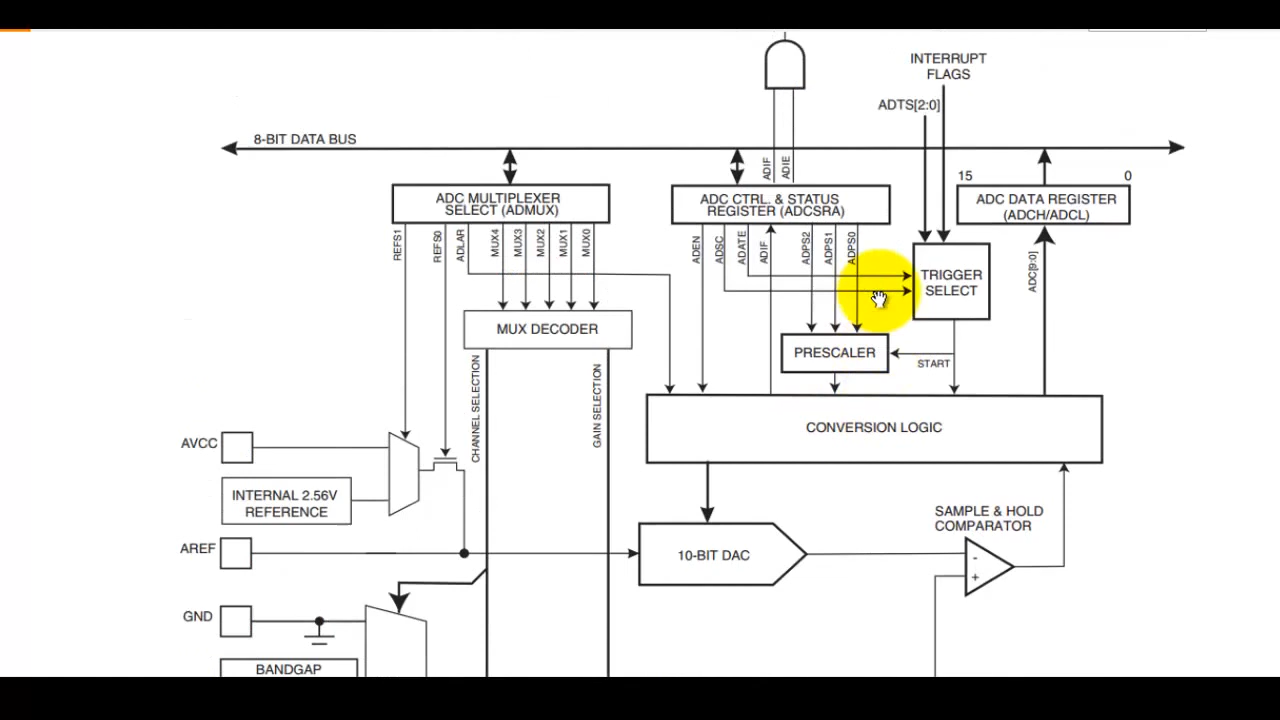 INTERRUPT
FLAGS
ADTS[2:0]
8-BIT DATA BUS
ADIF
ADIE
15
0
ADC MULTIPLEXER
SELECT (ADMUX)
ADC CTRL. & STATUS
REGISTER (ADCSRA)
ADC DATA REGISTER
(ADCH/ADCL)
REFS1
REFS0
ADLAR
MUX4
MUX3
MUX2
MUX1
MUX0
ADEN
ADSC
ADATE
ADIF
ADPS2
ADPS1
ADPS0
TRIGGER
SELECT
ADC[9:0]
MUX DECODER
PRESCALER
START
CHANNEL SELECTION
GAIN SELECTION
CONVERSION LOGIC
AVCC
INTERNAL 2.56V
REFERENCE
SAMPLE & HOLD
COMPARATOR
AREF
10-BIT DAC
-
+
GND
BANDGAP